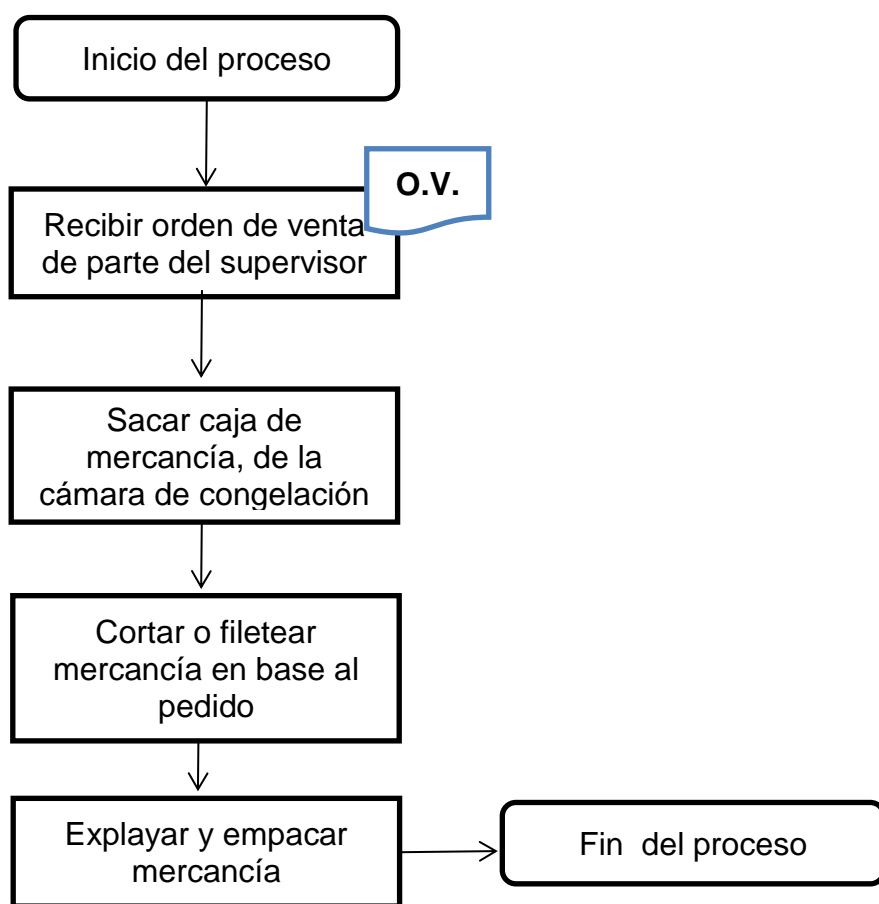 Inicio del proceso
O.V.
Recibir orden de venta
de parte del supervisor
Sacar caja de
mercancía, de la
cámara de congelación
Cortar o filetear
mercancía en base al
pedido
Explayar y empacar
mercancía
Fin  del proceso